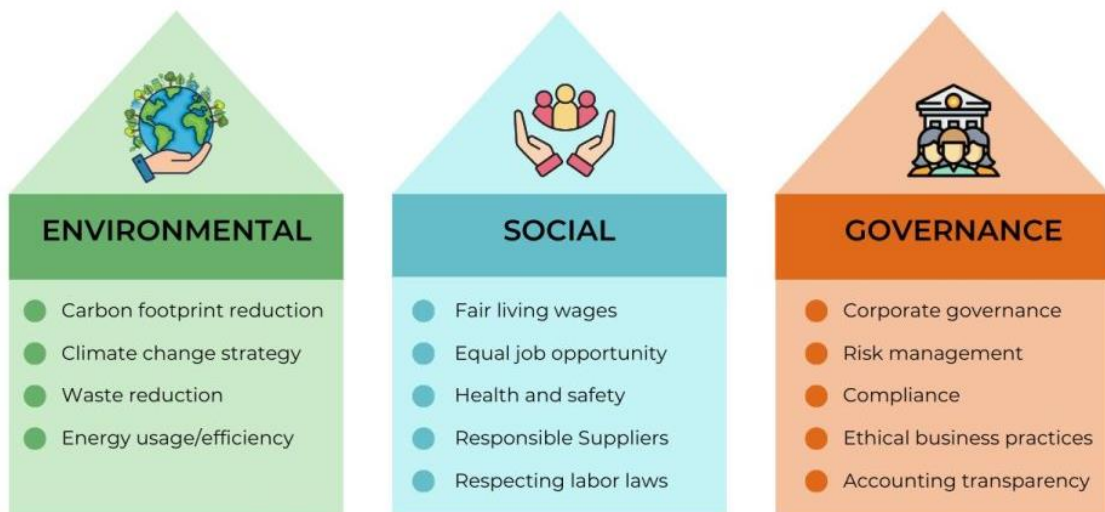 ENVIRONMENTAL
Carbon footprint reduction
Climate change strategy
Waste reduction
Energy usage/efficiency
SOCIAL
Fair living wages
Equal job opportunity
Health and safety
Responsible Suppliers
Respecting labor laws
GOVERNANCE
Corporate governance
Risk management
Compliance
Ethical business practices
Accounting transparency